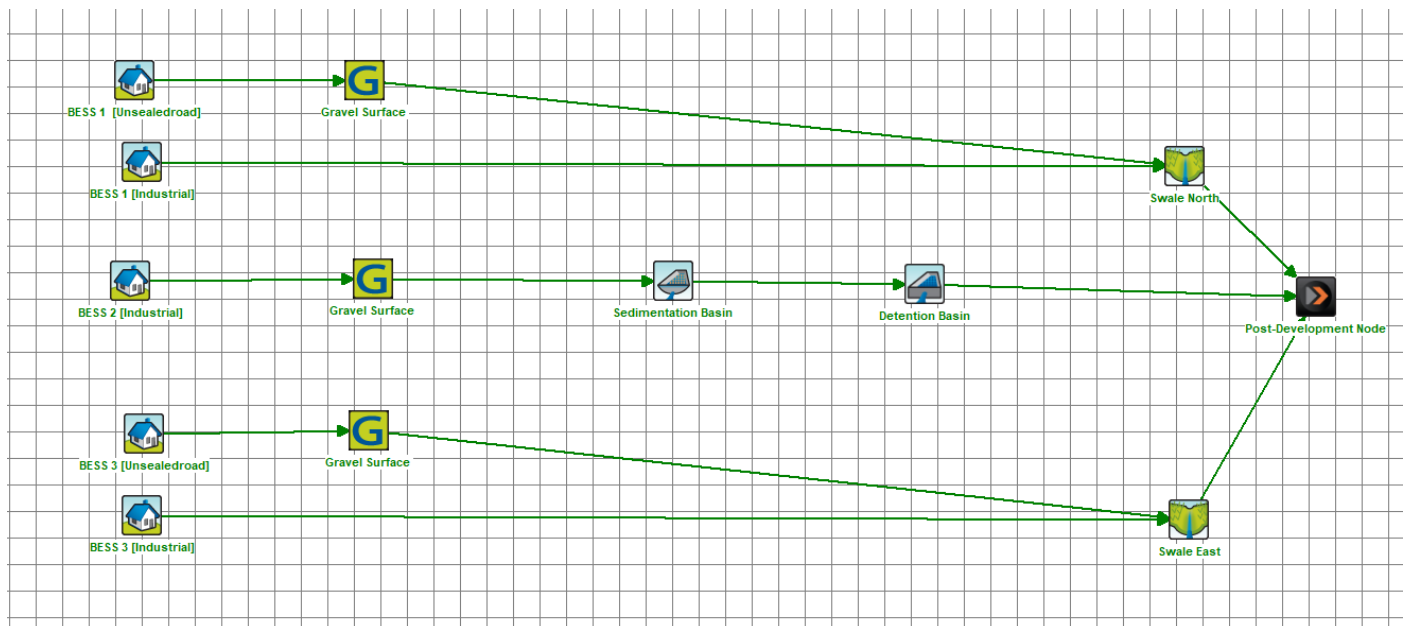 BESS 1 [Unsealedroad]
G
Gravel Surface
BESS 1 [Industrial]
Swale North
BESS 2 [Industrial]
G
Gravel Surface
Sedimentation Basin
Detention Basin
Post-Development Node
BESS 3 [Unsealedroad]
G
Gravel Surface
BESS 3 [Industrial]
Swale East